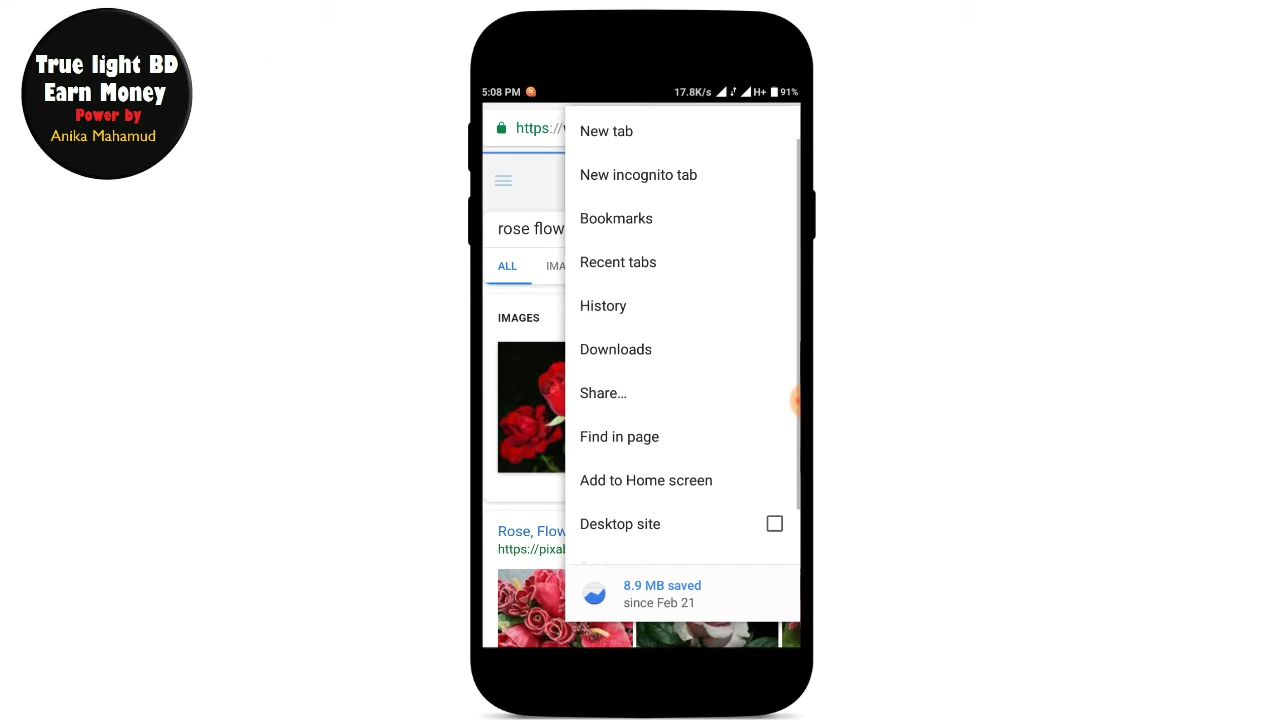 True light BD
Earn Money
Power by
Anika Mahamud
5:08 PM
17.8K/s
H+
91%
https://
rose flow
ALL
IMA
IMAGES
Rose, Flow
https://pixab
New tab
New incognito tab
Bookmarks
Recent tabs
History
Downloads
Share...
Find in page
Add to Home screen
Desktop site
8.9 MB saved
since Feb 21